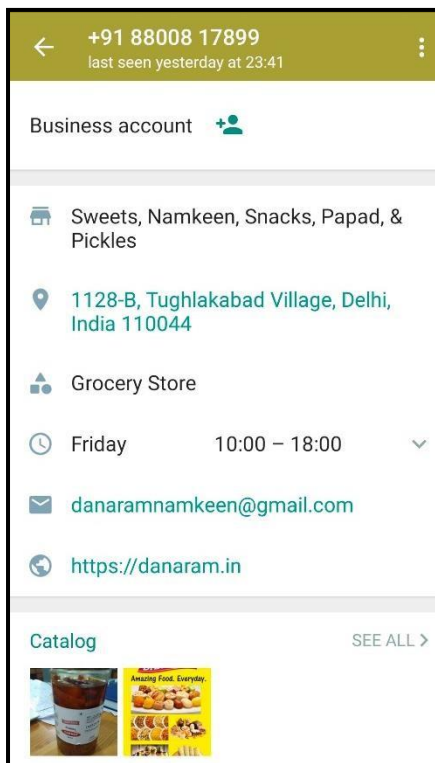 +91 88008 17899
last seen yesterday at 23:41
Business account
Sweets, Namkeen, Snacks, Papad, &
Pickles
1128-B, Tughlakabad Village, Delhi,
India 110044
Grocery Store
Friday 10:00 – 18:00
danaramnamkeen@gmail.com
https://danaram.in
Catalog SEE ALL >
Amazing Food. Everyday.